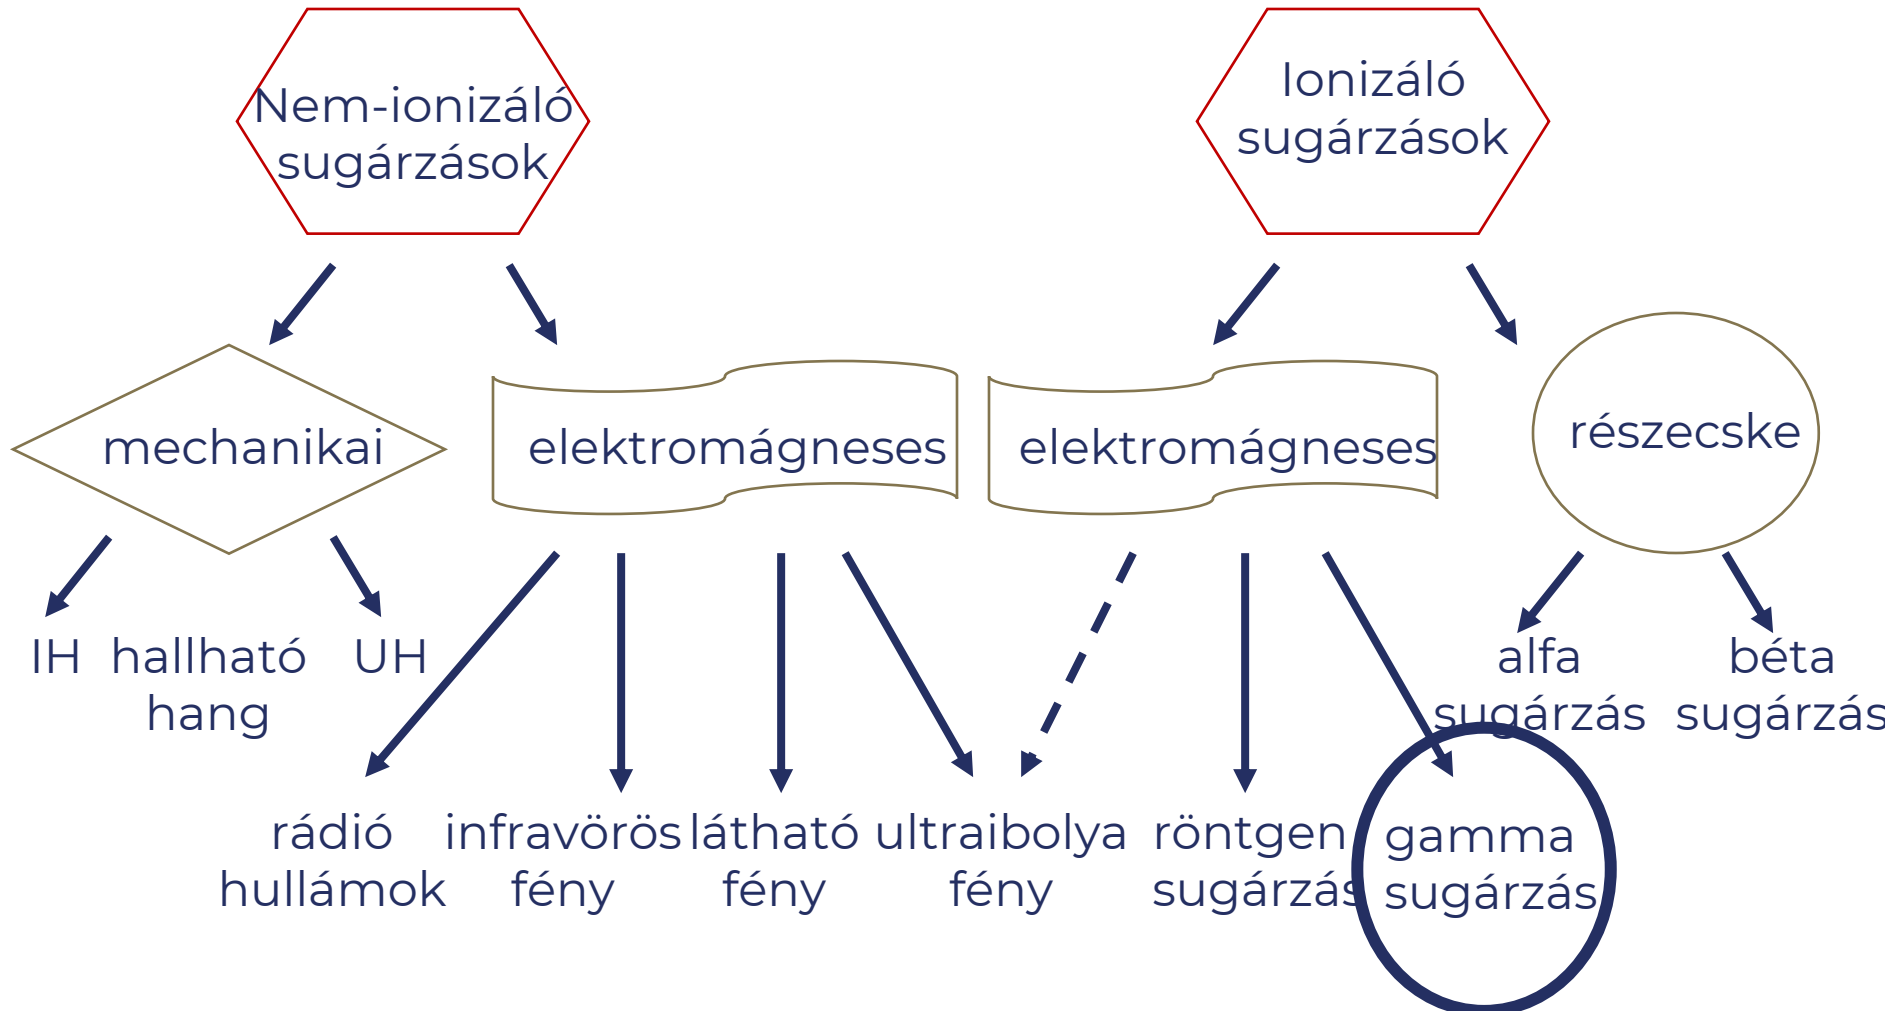 Nem-ionizáló
sugárzások
Ionizáló
sugárzások
mechanikai
elektromágneses
elektromágneses
részecske
IH
hallható
hang
UH
alfa
sugárzás
béta
sugárzás
rádió
hullámok
infravörös
fény
látható
fény
ultraibolya
fény
röntgen
sugárzás
gamma
sugárzás